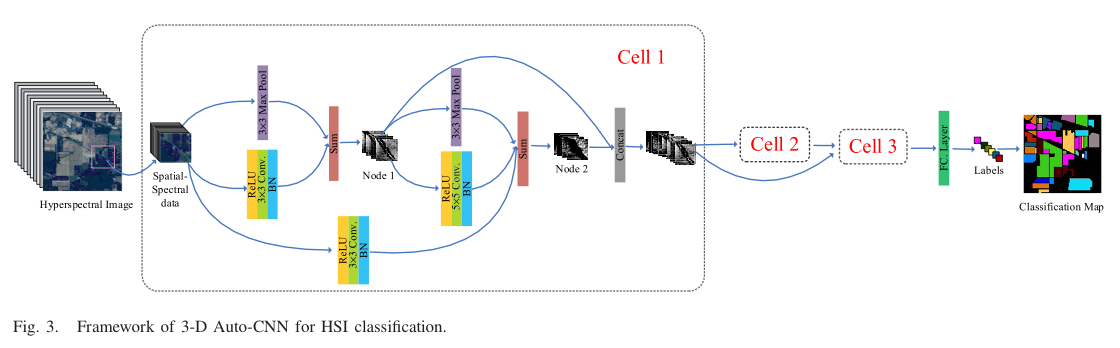 Cell 1
Hyperspectral Image
Spatial-
Spectral
data
3×3 Max Pool
ReLU
3×3 Conv.
BN
Sum
Node 1
ReLU
3×3 Conv.
BN
3×3 Max Pool
ReLU
5×5 Conv.
BN
Sum
Node 2
Concat
Cell 2
Cell 3
FC. Layer
Labels
Classification Map
Fig. 3. Framework of 3-D Auto-CNN for HSI classification.